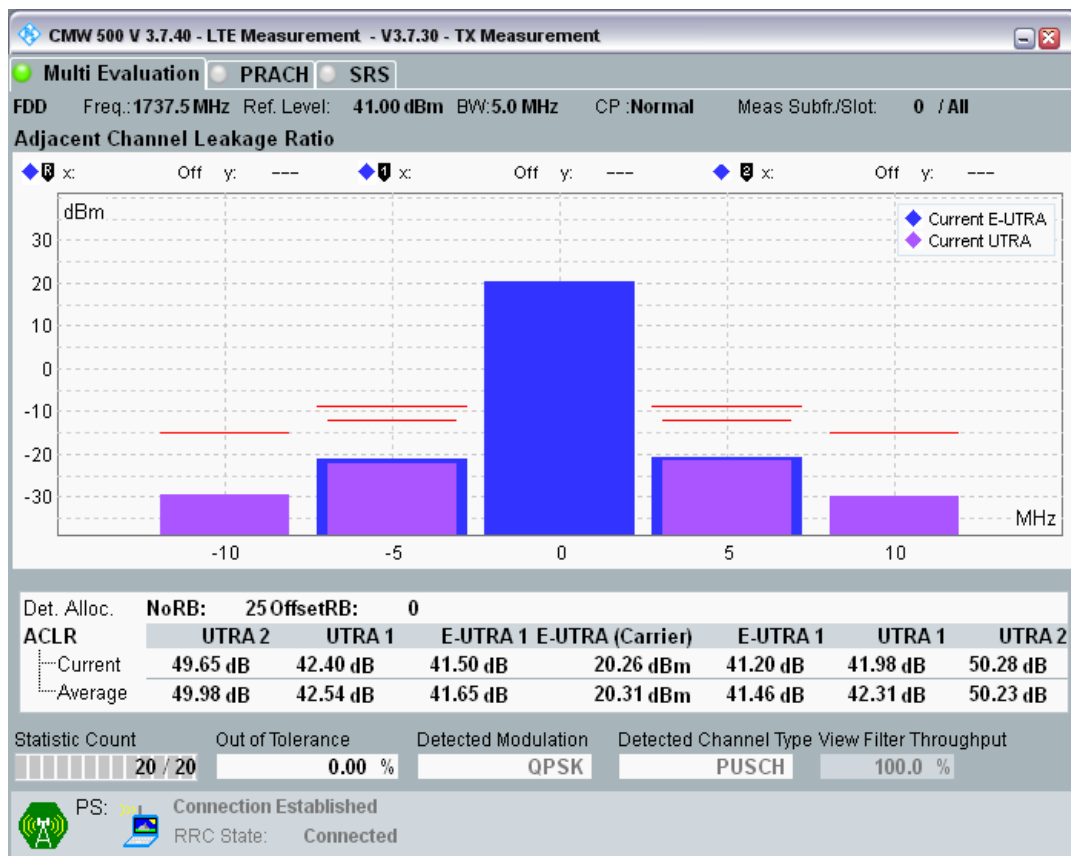 CMW 500 V 3.7.40 - LTE Measurement - V3.7.30 - TX Measurement
Multi Evaluation PRACH SRS
FDD Freq.:1737.5 MHz Ref. Level: 41.00 dBm BW:5.0 MHz CP :Normal Meas Subfr./Slot: 0 / All
Adjacent Channel Leakage Ratio
R x: Off y: --- 1 x: Off y: --- 2 x: Off y: ---
dBm
Current E-UTRA
Current UTRA
30
20
10
0
-10
-20
-30
MHz
-10 -5 0 5 10
Det. Alloc. NoRB: 25 OffsetRB: 0
ACLR UTRA 2 UTRA 1 E-UTRA 1 E-UTRA (Carrier) E-UTRA 1 UTRA 1 UTRA 2
Current 49.65 dB 42.40 dB 41.50 dB 20.26 dBm 41.20 dB 41.98 dB 50.28 dB
Average 49.98 dB 42.54 dB 41.65 dB 20.31 dBm 41.46 dB 42.31 dB 50.23 dB
Statistic Count Out of Tolerance Detected Modulation Detected Channel Type View Filter Throughput
20 / 20 0.00 % QPSK PUSCH 100.0 %
PS: Connection Established
RRC State: Connected